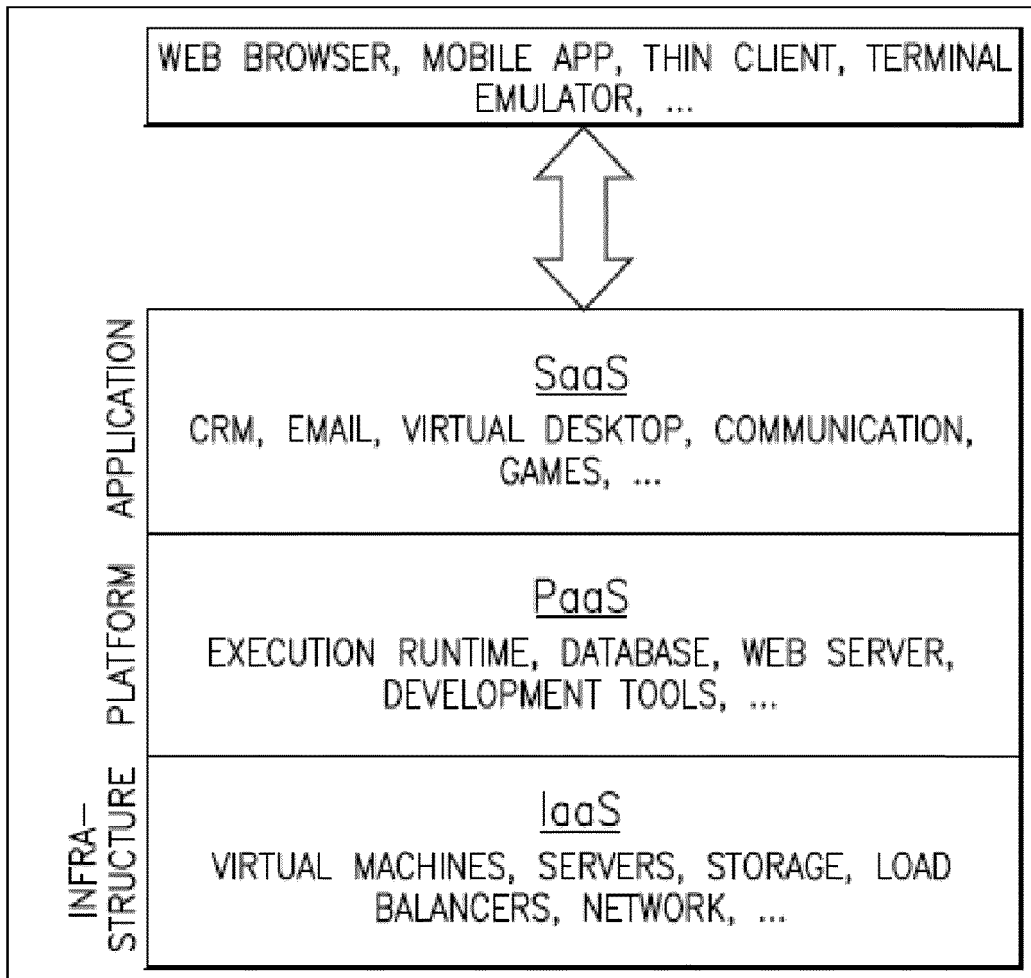 WEB BROWSER, MOBILE APP, THIN CLIENT, TERMINAL
EMULATOR, ...
APPLICATION
SaaS
CRM, EMAIL, VIRTUAL DESKTOP, COMMUNICATION,
GAMES, ...
PLATFORM
PaaS
EXECUTION RUNTIME, DATABASE, WEB SERVER,
DEVELOPMENT TOOLS, ...
INFRA-
STRUCTURE
IaaS
VIRTUAL MACHINES, SERVERS, STORAGE, LOAD
BALANCERS, NETWORK, ...